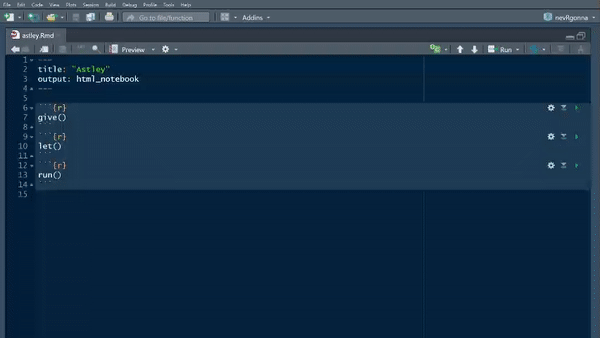 File Edit Code View Plots Session Build Debug Profile Tools Help
Go to file/function Addins nevRgonna
astley.Rmd
Preview Run
1 ---
2 title: "Astley"
3 output: html_notebook
4 ---
5
6 ```{r}
7 give()
8 ```
9 ```{r}
10 let()
11 ```
12 ```{r}
13 run()
14 ```
15